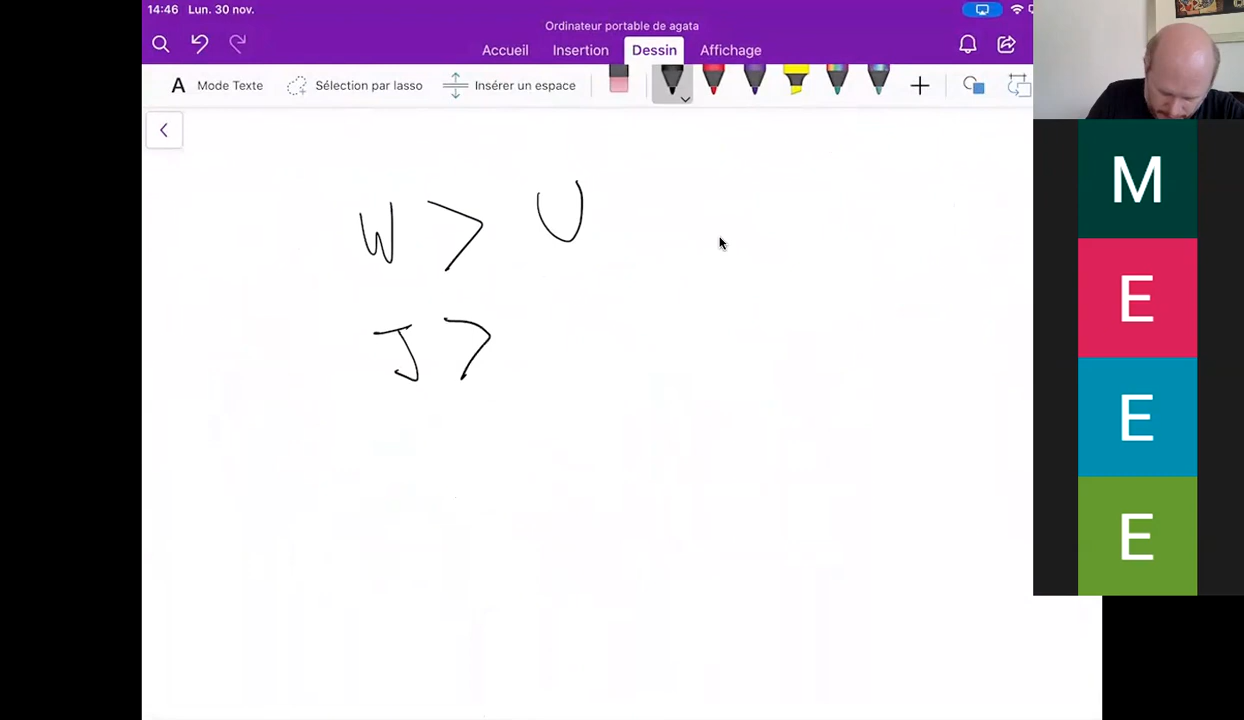 14:46 Lun. 30 nov.
Ordinateur portable de agata
Accueil Insertion Dessin Affichage
A Mode Texte Sélection par lasso Insérer un espace
W > U
J >
M
E
E
E